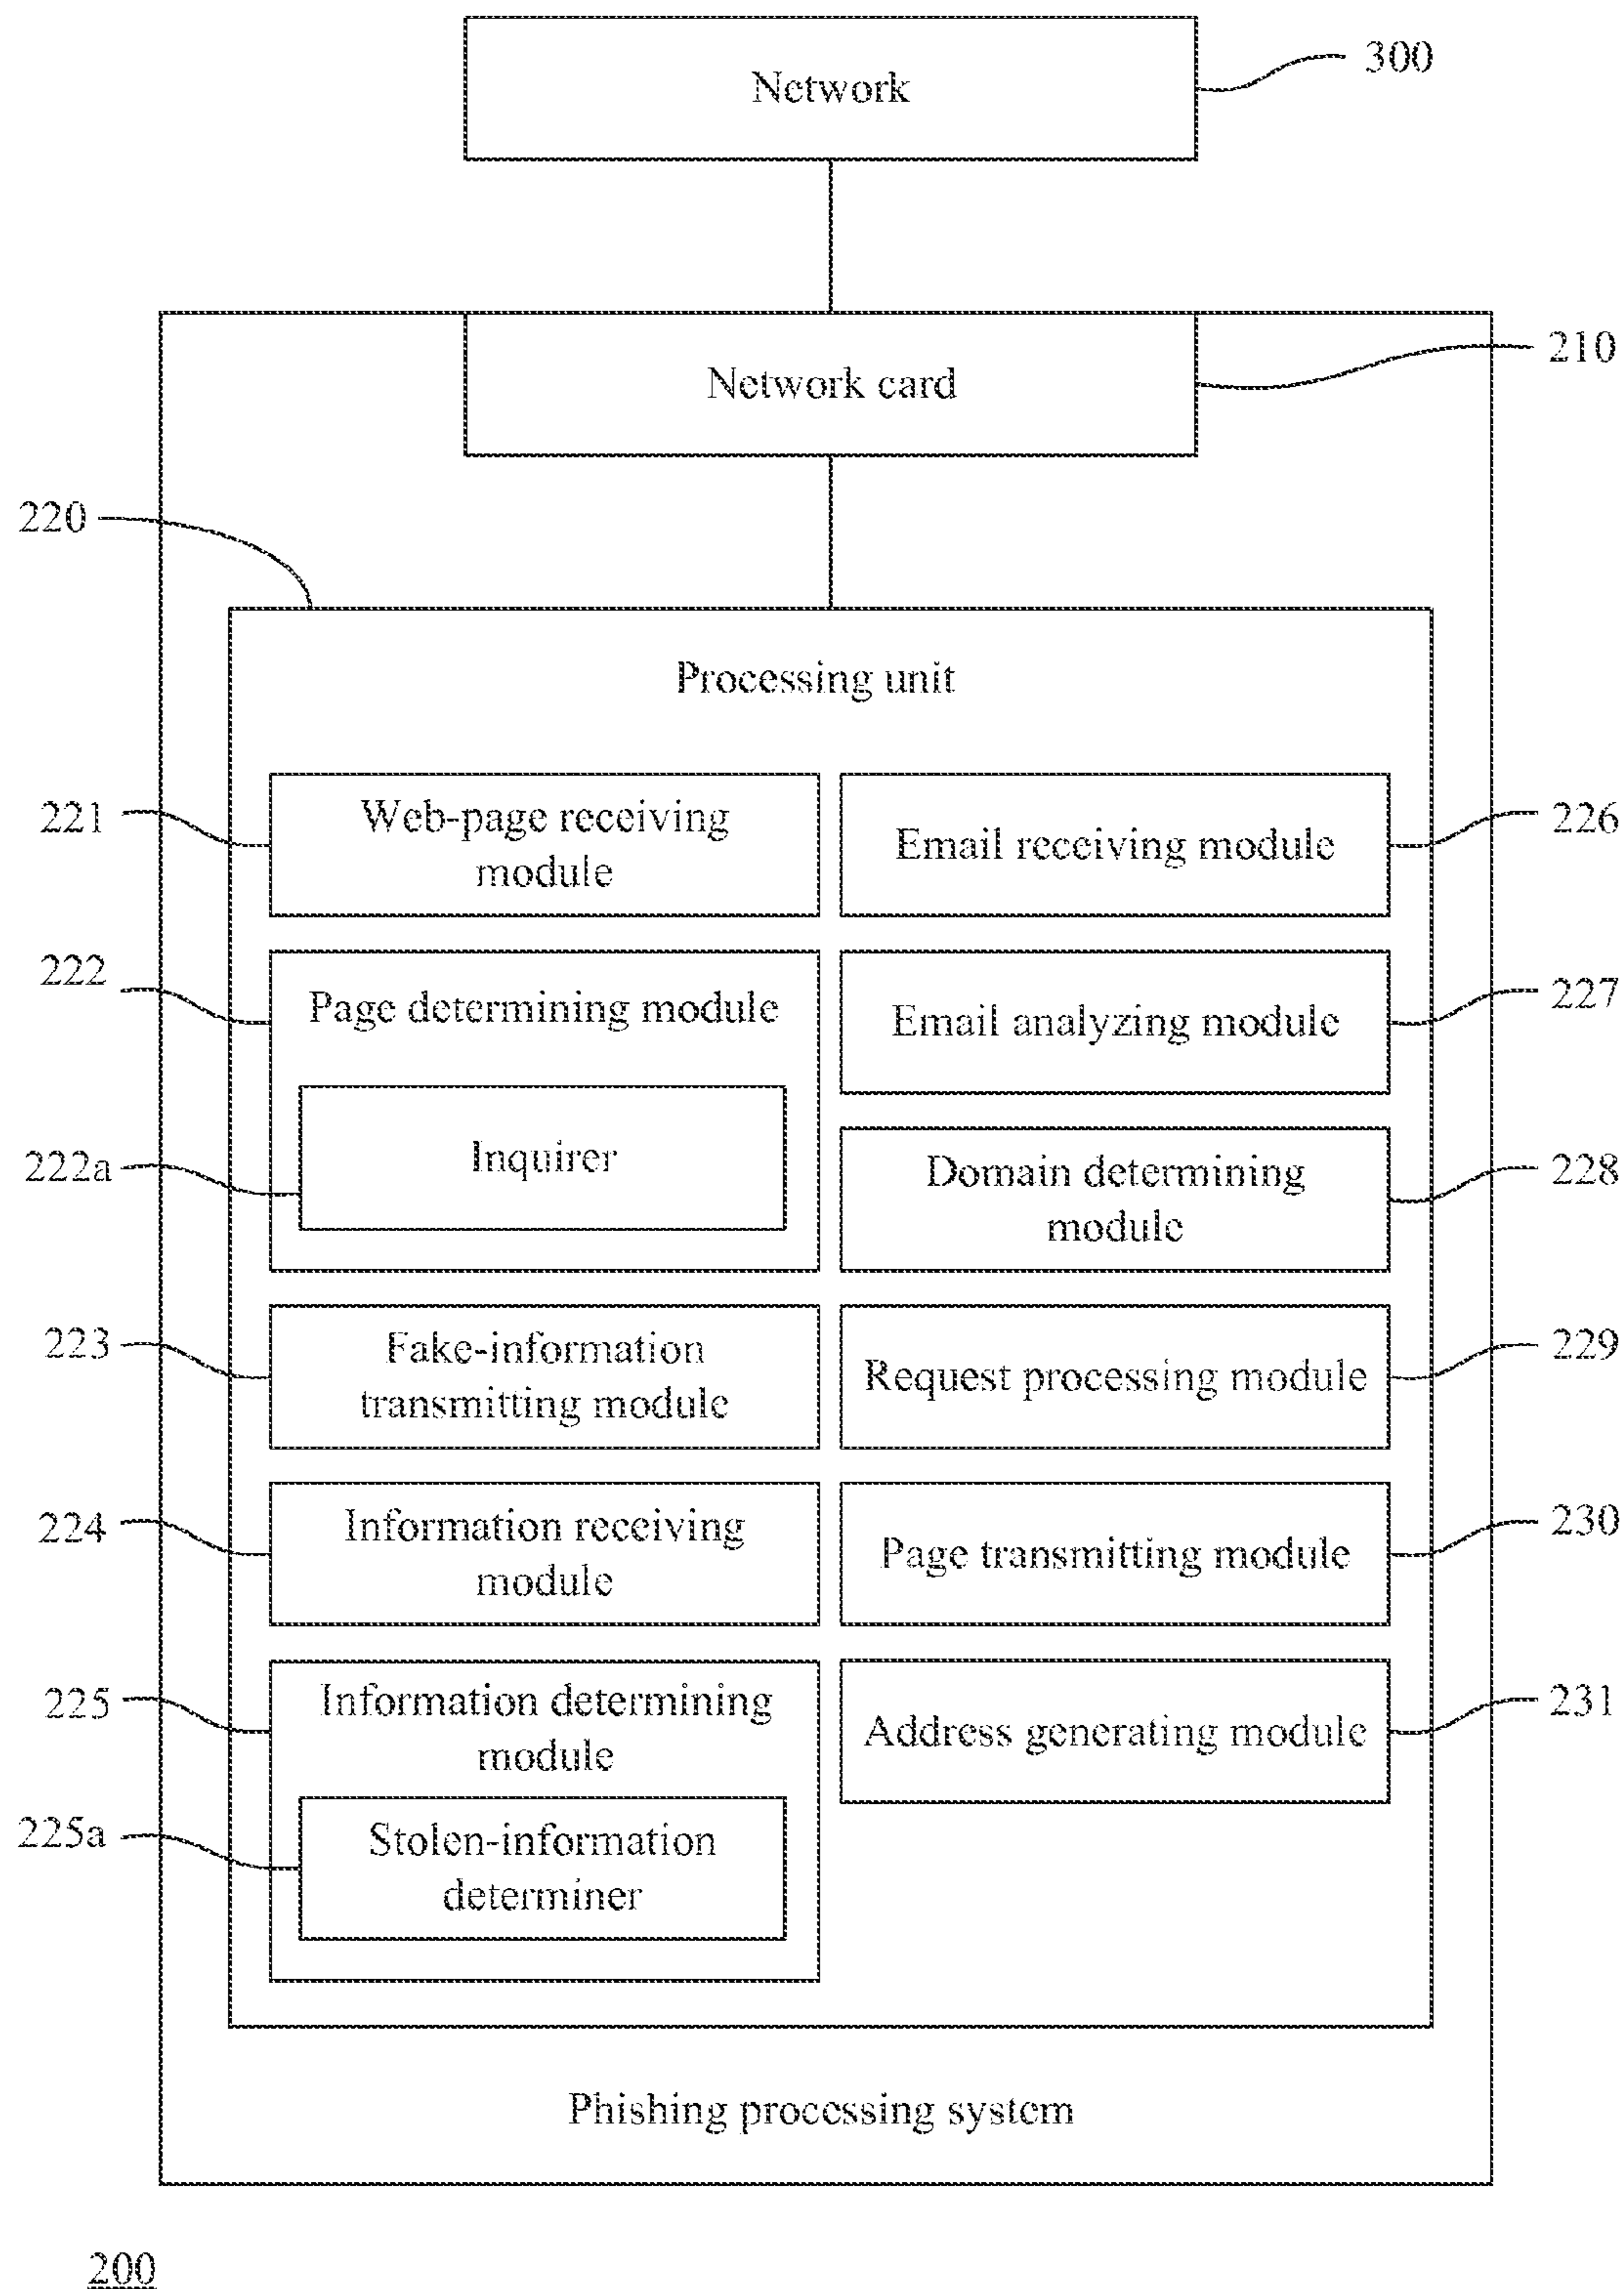 Network
300
Network card
210
220
Processing unit
221
Web-page receiving
module
Email receiving module
226
222
Page determining module
Email analyzing module
227
222a
Inquirer
Domain determining
module
228
223
Fake-information
transmitting module
Request processing module
229
224
Information receiving
module
Page transmitting module
230
225
Information determining
module
Address generating module
231
225a
Stolen-information
determiner
Phishing processing system
200